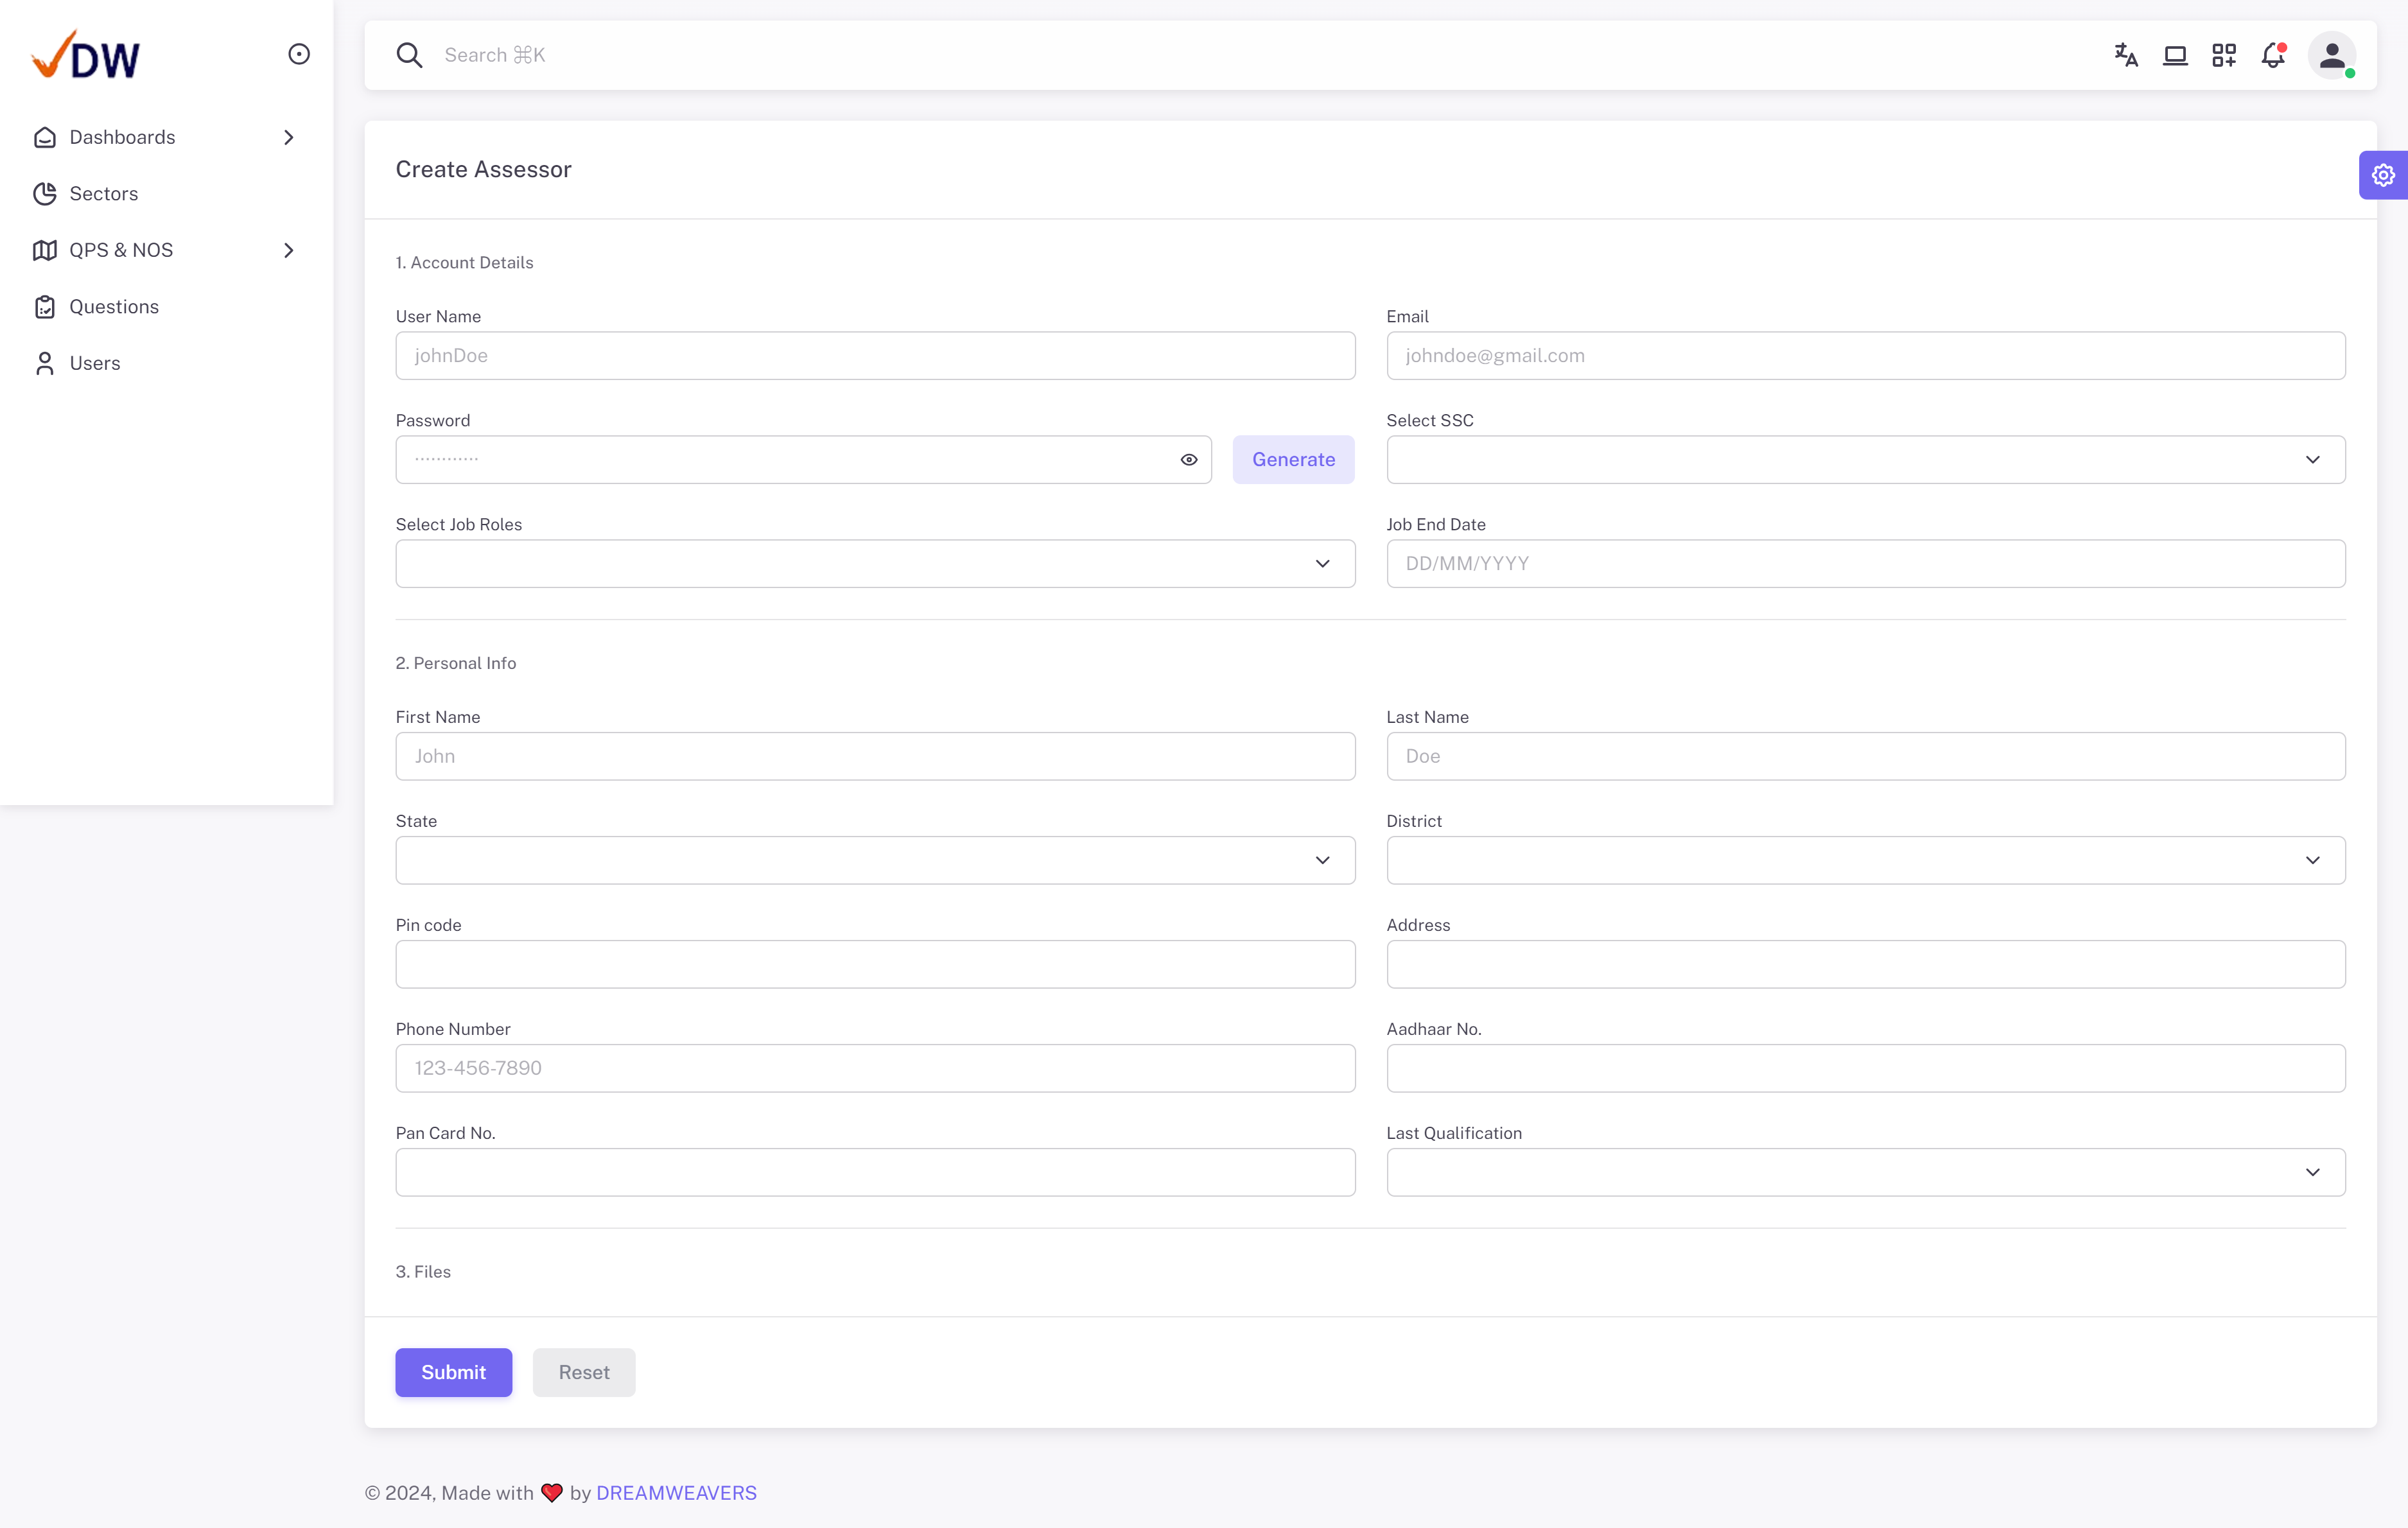 DW
Search ⌘K
Dashboards
Sectors
QPS & NOS
Questions
Users
Create Assessor
1. Account Details
User Name
Email
johnDoe
johndoe@gmail.com
Password
Select SSC
············
Generate
Select Job Roles
Job End Date
DD/MM/YYYY
2. Personal Info
First Name
Last Name
John
Doe
State
District
Pin code
Address
Phone Number
Aadhaar No.
123-456-7890
Pan Card No.
Last Qualification
3. Files
Submit
Reset
© 2024, Made with ❤️ by DREAMWEAVERS